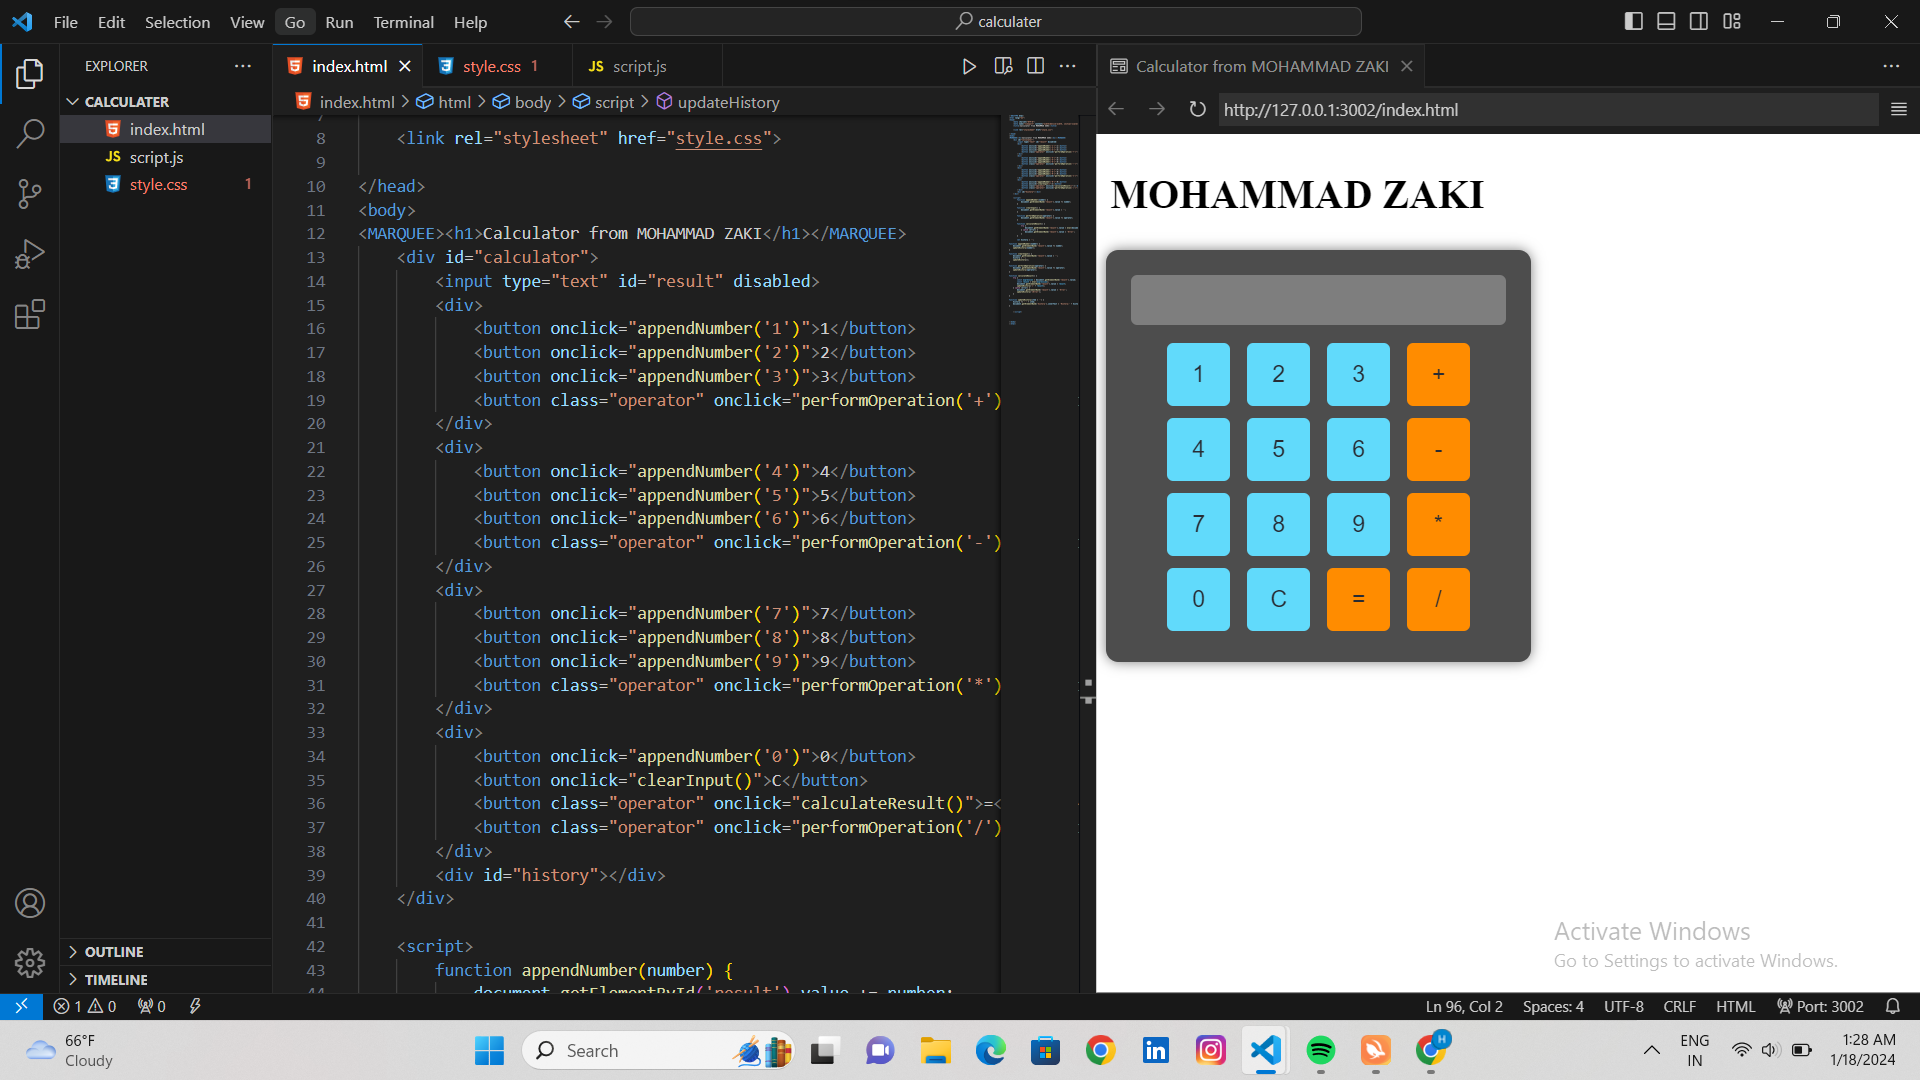 File Edit Selection View Go Run Terminal Help
calculater
EXPLORER
CALCULATER
index.html
script.js
style.css 1
OUTLINE
TIMELINE
index.html
style.css 1
JS script.js
index.html > html > body > script > updateHistory
8 <link rel="stylesheet" href="style.css">
9
10 </head>
11 <body>
12 <MARQUEE><h1>Calculator from MOHAMMAD ZAKI</h1></MARQUEE>
13 <div id="calculator">
14 <input type="text" id="result" disabled>
15 <div>
16 <button onclick="appendNumber('1')">1</button>
17 <button onclick="appendNumber('2')">2</button>
18 <button onclick="appendNumber('3')">3</button>
19 <button class="operator" onclick="performOperation('+')
20 </div>
21 <div>
22 <button onclick="appendNumber('4')">4</button>
23 <button onclick="appendNumber('5')">5</button>
24 <button onclick="appendNumber('6')">6</button>
25 <button class="operator" onclick="performOperation('-')
26 </div>
27 <div>
28 <button onclick="appendNumber('7')">7</button>
29 <button onclick="appendNumber('8')">8</button>
30 <button onclick="appendNumber('9')">9</button>
31 <button class="operator" onclick="performOperation('*')
32 </div>
33 <div>
34 <button onclick="appendNumber('0')">0</button>
35 <button onclick="clearInput()">C</button>
36 <button class="operator" onclick="calculateResult()">=<
37 <button class="operator" onclick="performOperation('/')
38 </div>
39 <div id="history"></div>
40 </div>
41
42 <script>
43 function appendNumber(number) {
44 document.getElementById('result').value += number;
Calculator from MOHAMMAD ZAKI
http://127.0.0.1:3002/index.html
MOHAMMAD ZAKI
1 2 3 +
4 5 6 -
7 8 9 *
0 C = /
Activate Windows
Go to Settings to activate Windows.
1 0 0
Ln 96, Col 2 Spaces: 4 UTF-8 CRLF HTML Port: 3002
66°F
Cloudy
Search
ENG
IN
1:28 AM
1/18/2024